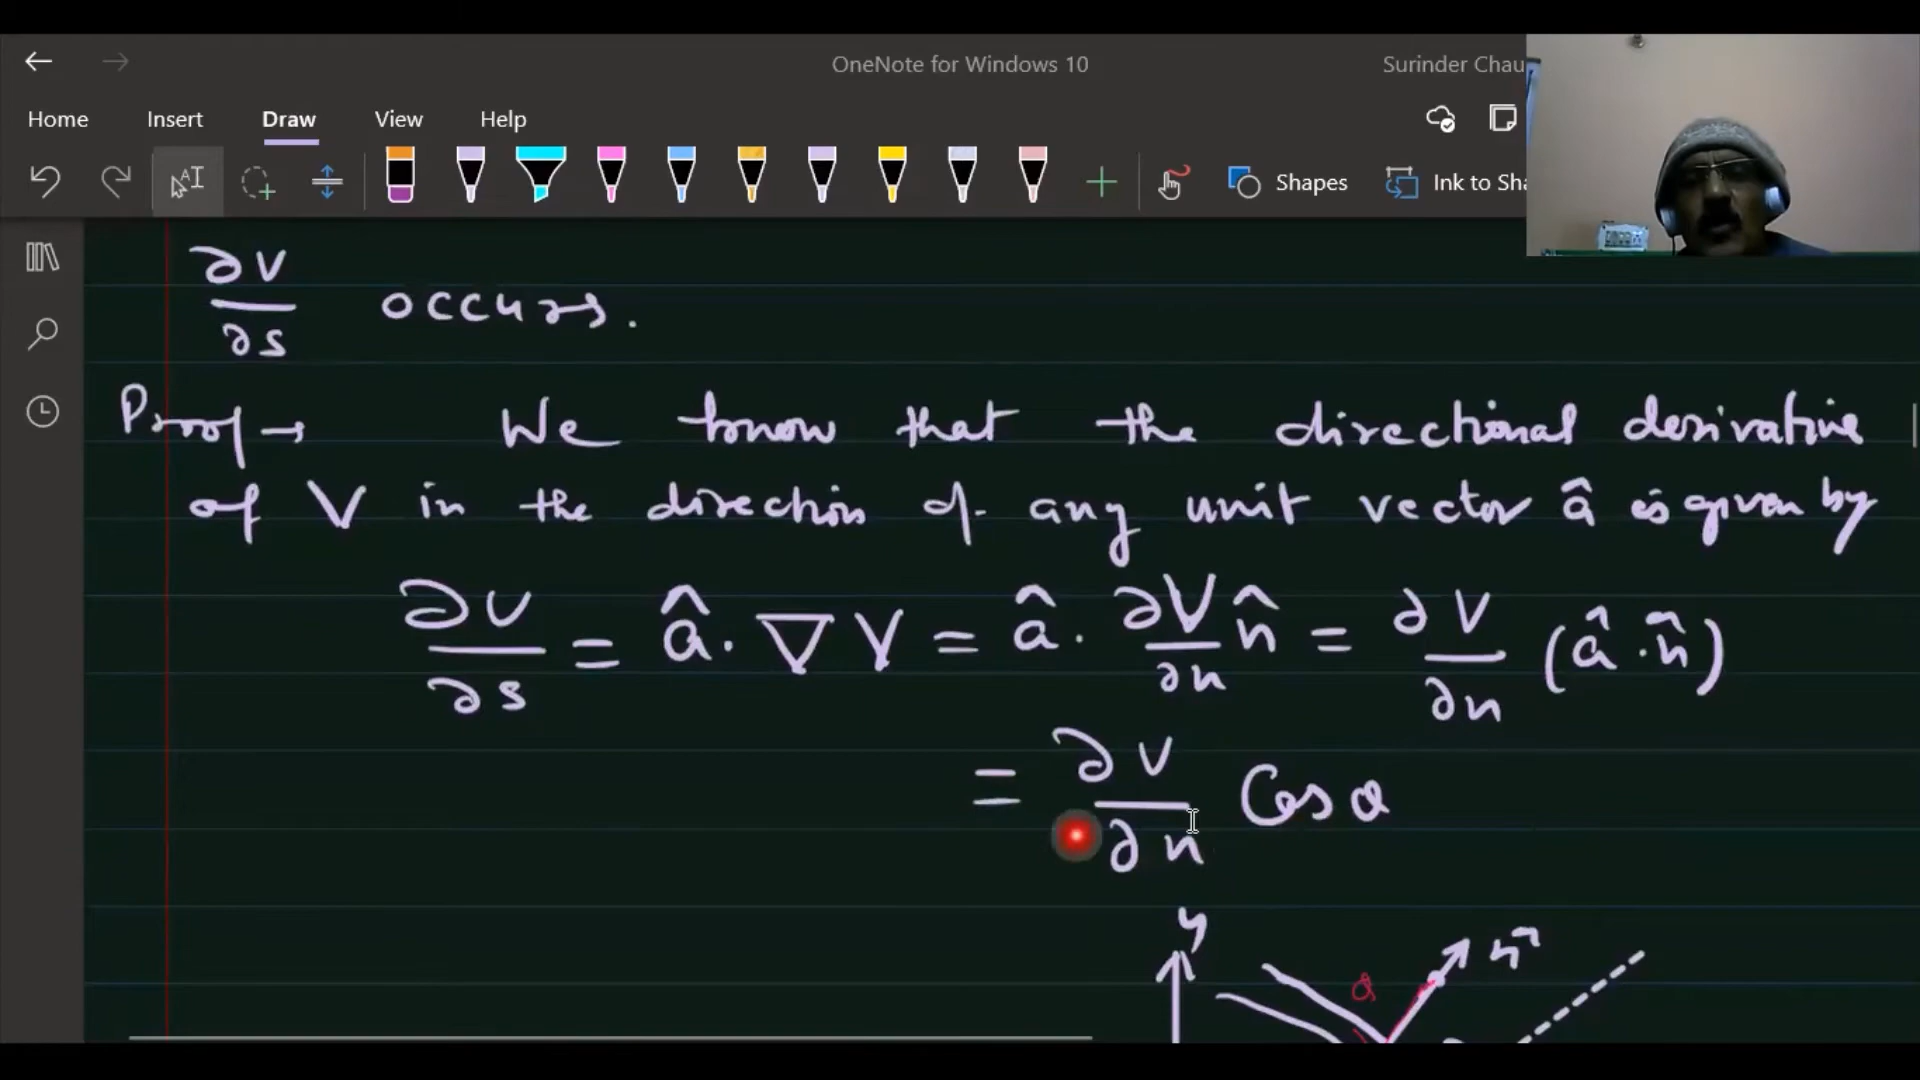 OneNote for Windows 10
Surinder Chau
Home Insert Draw View Help
Shapes
Ink to Sha
∂V/∂s occurs.
Proof → We know that the directional derivative
of V in the direction of any unit vector â is given by
∂V/∂s = â . ∇V = â . ∂V/∂n n̂ = ∂V/∂n (â . n̂)
= ∂V/∂n Cos α
y
n̂